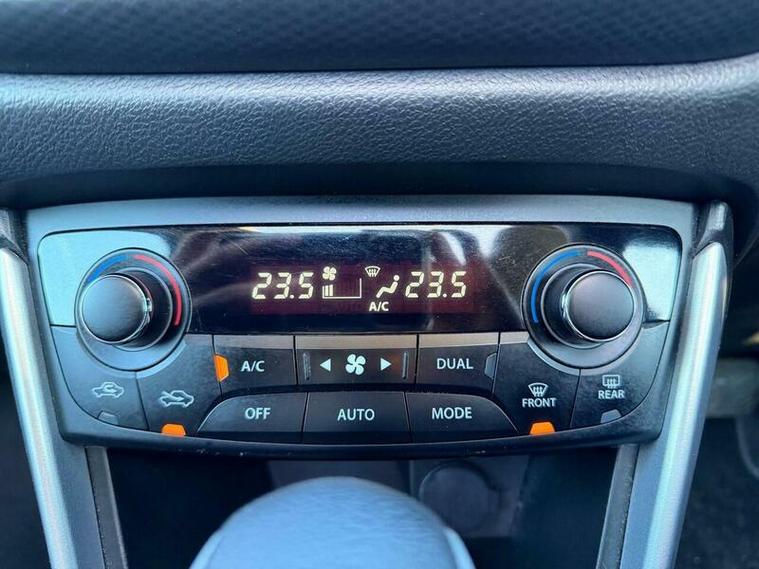 23.5 23.5
A/C
A/C DUAL
OFF AUTO MODE
FRONT
REAR